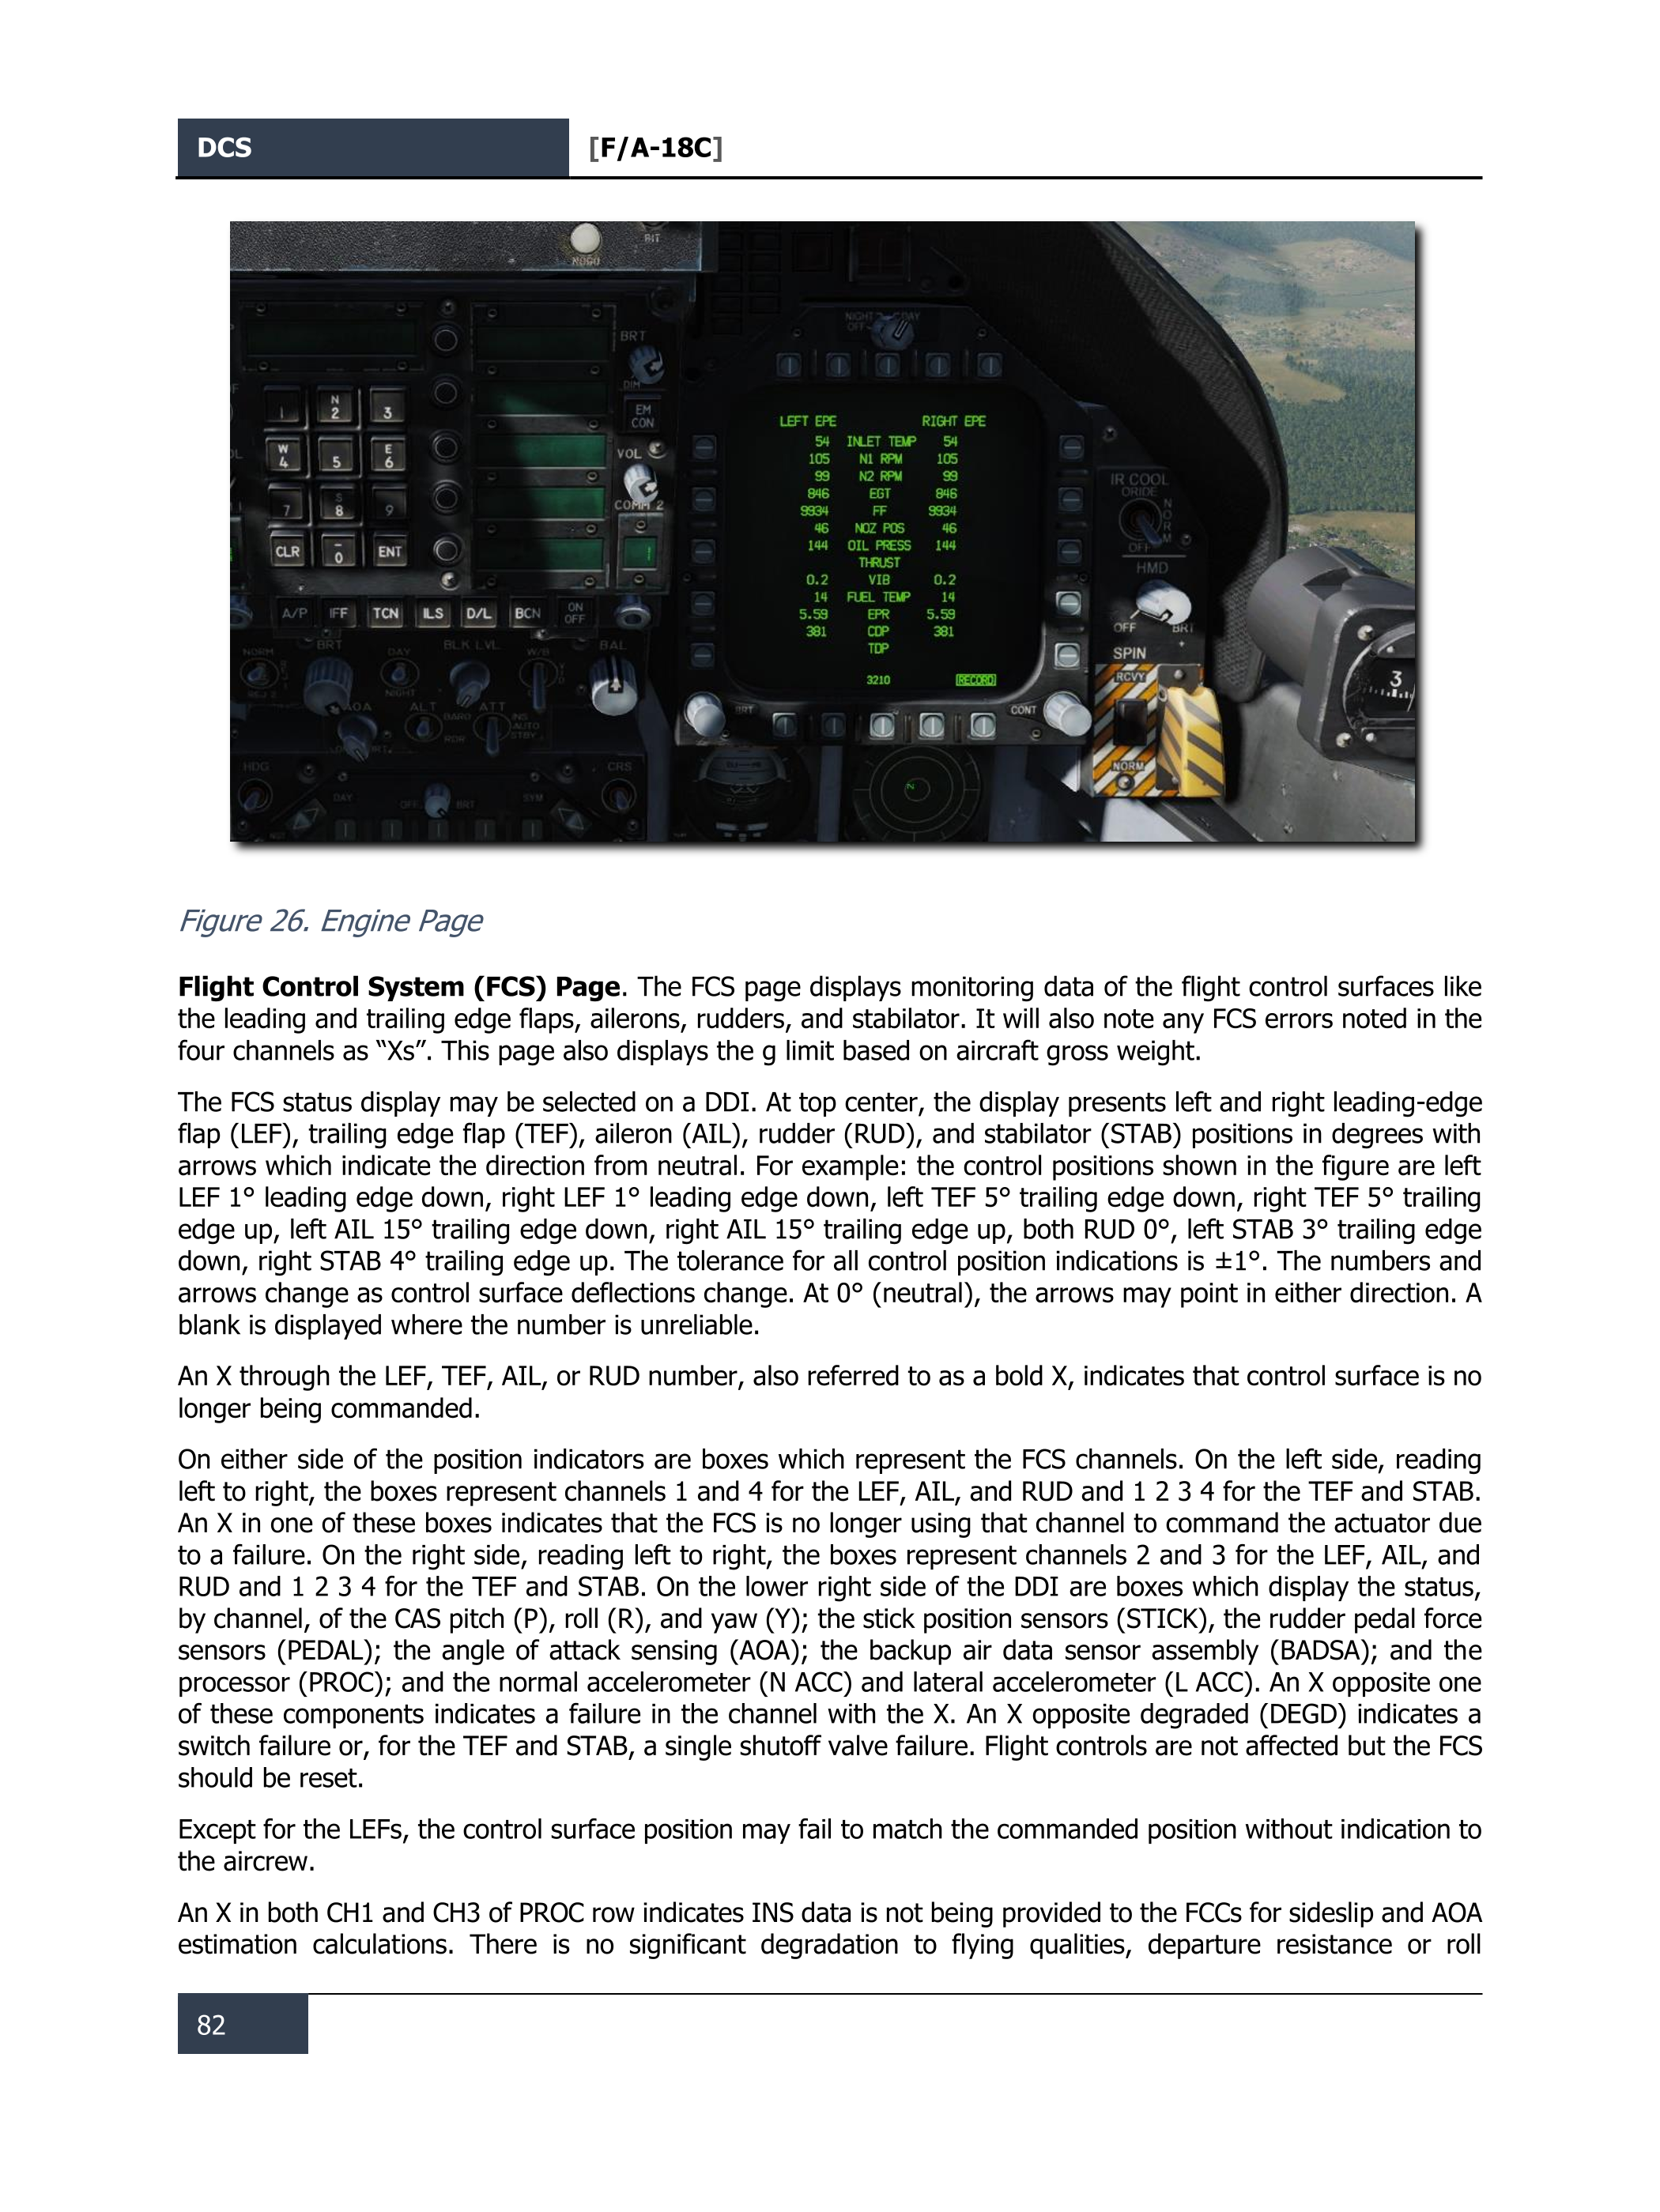 DCS [F/A-18C]
NOGO BIT
NIGHT DAY
OFF
BRT
DIM
EM
CON
VOL
COMM 2
1 N 2 3
W 4 5 E 6
7 S 8 9
CLR - 0 ENT
A/P IFF TCN ILS D/L BCN ON OFF
NORM BRT DAY NIGHT BLK LVL W/B BAL
AOA ALT ATT
BARO INS
RDR AUTO
STBY
HDG CRS
DAY OFF BRT SYM
LEFT EPE RIGHT EPE
54 INLET TEMP 54
105 N1 RPM 105
99 N2 RPM 99
846 EGT 846
9934 FF 9934
46 NOZ POS 46
144 OIL PRESS 144
THRUST
0.2 VIB 0.2
14 FUEL TEMP 14
5.59 EPR 5.59
381 CDP 381
TDP
3210 RECORD
BRT CONT
IR COOL
ORIDE
NORM
OFF
HMD
OFF BRT
SPIN
RCVY
NORM
3
Figure 26. Engine Page
Flight Control System (FCS) Page. The FCS page displays monitoring data of the flight control surfaces like
the leading and trailing edge flaps, ailerons, rudders, and stabilator. It will also note any FCS errors noted in the
four channels as “Xs”. This page also displays the g limit based on aircraft gross weight.
The FCS status display may be selected on a DDI. At top center, the display presents left and right leading-edge
flap (LEF), trailing edge flap (TEF), aileron (AIL), rudder (RUD), and stabilator (STAB) positions in degrees with
arrows which indicate the direction from neutral. For example: the control positions shown in the figure are left
LEF 1° leading edge down, right LEF 1° leading edge down, left TEF 5° trailing edge down, right TEF 5° trailing
edge up, left AIL 15° trailing edge down, right AIL 15° trailing edge up, both RUD 0°, left STAB 3° trailing edge
down, right STAB 4° trailing edge up. The tolerance for all control position indications is ±1°. The numbers and
arrows change as control surface deflections change. At 0° (neutral), the arrows may point in either direction. A
blank is displayed where the number is unreliable.
An X through the LEF, TEF, AIL, or RUD number, also referred to as a bold X, indicates that control surface is no
longer being commanded.
On either side of the position indicators are boxes which represent the FCS channels. On the left side, reading
left to right, the boxes represent channels 1 and 4 for the LEF, AIL, and RUD and 1 2 3 4 for the TEF and STAB.
An X in one of these boxes indicates that the FCS is no longer using that channel to command the actuator due
to a failure. On the right side, reading left to right, the boxes represent channels 2 and 3 for the LEF, AIL, and
RUD and 1 2 3 4 for the TEF and STAB. On the lower right side of the DDI are boxes which display the status,
by channel, of the CAS pitch (P), roll (R), and yaw (Y); the stick position sensors (STICK), the rudder pedal force
sensors (PEDAL); the angle of attack sensing (AOA); the backup air data sensor assembly (BADSA); and the
processor (PROC); and the normal accelerometer (N ACC) and lateral accelerometer (L ACC). An X opposite one
of these components indicates a failure in the channel with the X. An X opposite degraded (DEGD) indicates a
switch failure or, for the TEF and STAB, a single shutoff valve failure. Flight controls are not affected but the FCS
should be reset.
Except for the LEFs, the control surface position may fail to match the commanded position without indication to
the aircrew.
An X in both CH1 and CH3 of PROC row indicates INS data is not being provided to the FCCs for sideslip and AOA
estimation calculations. There is no significant degradation to flying qualities, departure resistance or roll
82